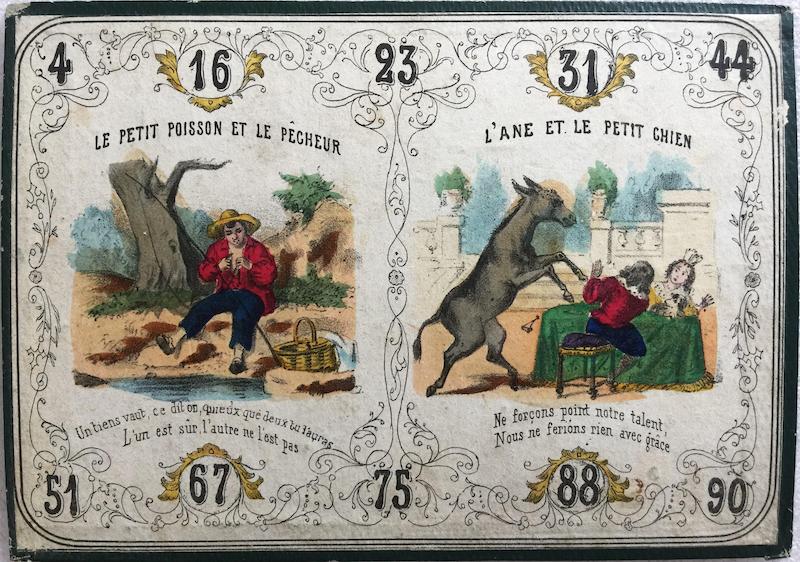 4 16 23 31 44
LE PETIT POISSON ET LE PÊCHEUR
Un tiens vaut, ce dit on, mieux que deux tu l'auras
L'un est sûr, l'autre ne l'est pas
L'ANE ET LE PETIT CHIEN
Ne forçons point notre talent,
Nous ne ferions rien avec grâce
51 67 75 88 90